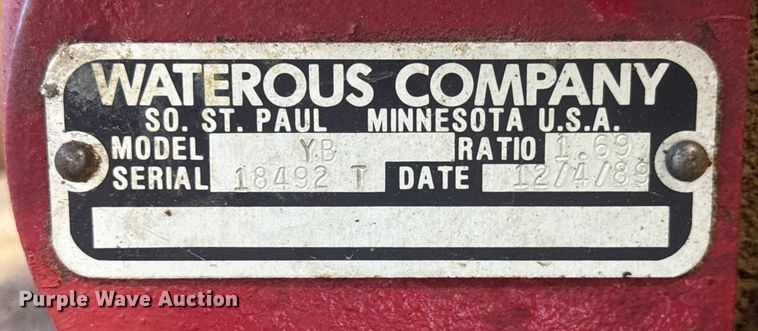 WATEROUS COMPANY
SO. ST. PAUL MINNESOTA U.S.A.
MODEL YB RATIO 1.69
SERIAL 18492 T DATE 12/4/89
Purple Wave Auction